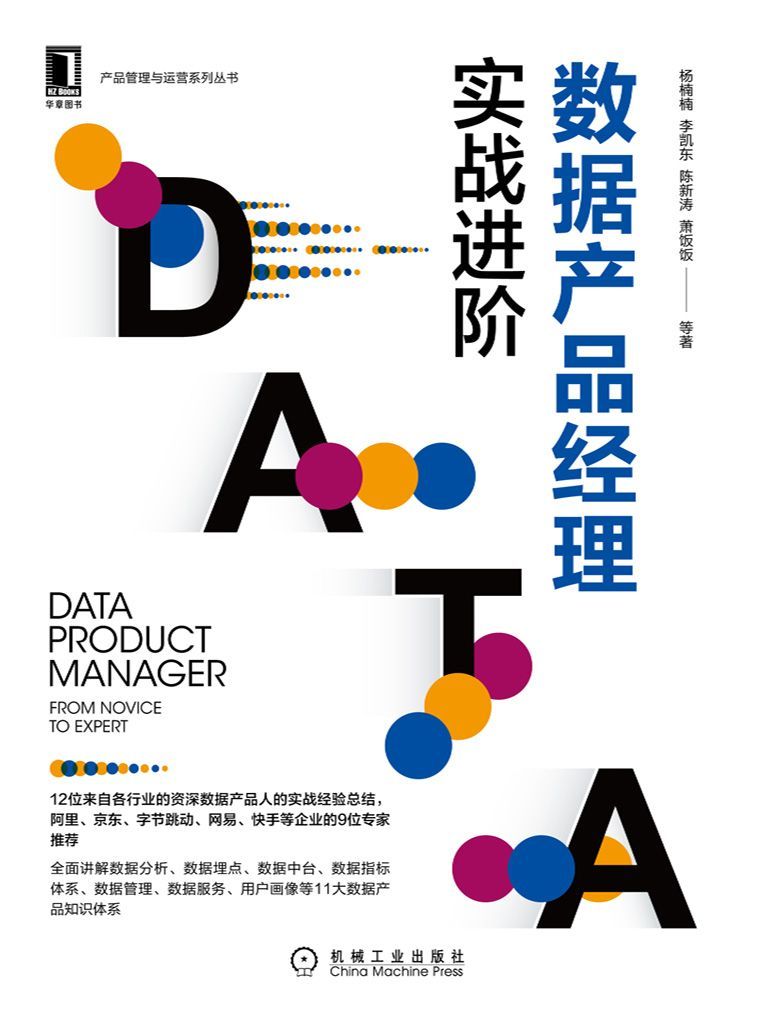 HZ BOOKS
华章图书
产品管理与运营系列丛书
杨楠楠 李凯东 陈新涛 萧饭饭——等著
数据产品经理
实战进阶
D
A
T
A
DATA
PRODUCT
MANAGER
FROM NOVICE
TO EXPERT
12位来自各行业的资深数据产品人的实战经验总结，
阿里、京东、字节跳动、网易、快手等企业的9位专家
推荐
全面讲解数据分析、数据埋点、数据中台、数据指标
体系、数据管理、数据服务、用户画像等11大数据产
品知识体系
机械工业出版社
China Machine Press